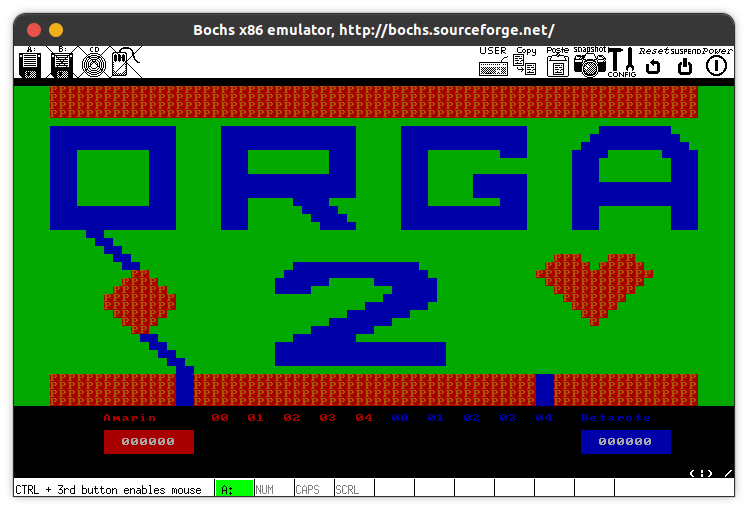 Bochs x86 emulator, http://bochs.sourceforge.net/
A: B: CD USER Copy Paste snapshot CONFIG Reset SUSPEND Power
ORGA
2
Amarin 00 01 02 03 04 00 01 02 03 04 Betarote
000000 000000
(¦) /
CTRL + 3rd button enables mouse A: NUM CAPS SCRL